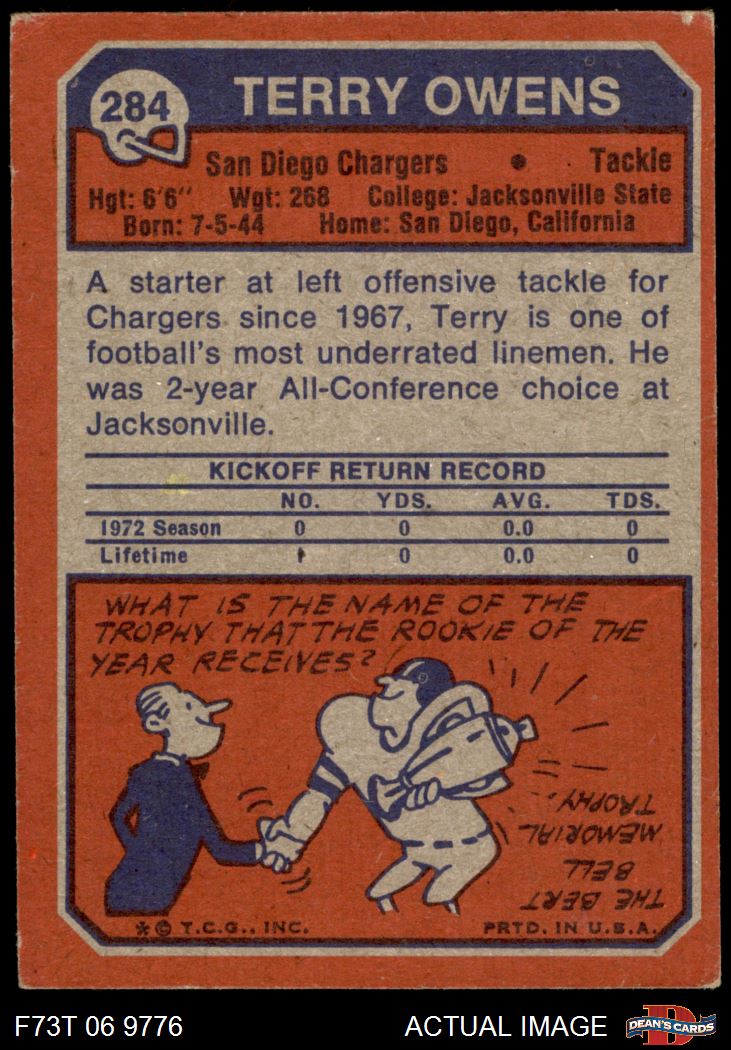 284
TERRY OWENS
San Diego Chargers • Tackle
Hgt: 6'6" Wgt: 268 College: Jacksonville State
Born: 7-5-44 Home: San Diego, California
A starter at left offensive tackle for
Chargers since 1967, Terry is one of
football's most underrated linemen. He
was 2-year All-Conference choice at
Jacksonville.
KICKOFF RETURN RECORD
NO. YDS. AVG. TDS.
1972 Season 0 0 0.0 0
Lifetime 1 0 0.0 0
WHAT IS THE NAME OF THE
TROPHY THAT THE ROOKIE OF THE
YEAR RECEIVES?
THE BERT
BELL
MEMORIAL
TROPHY.
*© T.C.G., INC. PRTD. IN U.S.A.
F73T 06 9776 ACTUAL IMAGE
D
DEAN'S CARDS